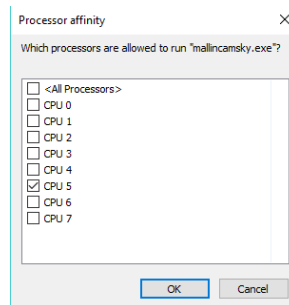 Processor affinity
Which processors are allowed to run "mallincamsky.exe"?
<All Processors>
CPU 0
CPU 1
CPU 2
CPU 3
CPU 4
CPU 5
CPU 6
CPU 7
OK Cancel